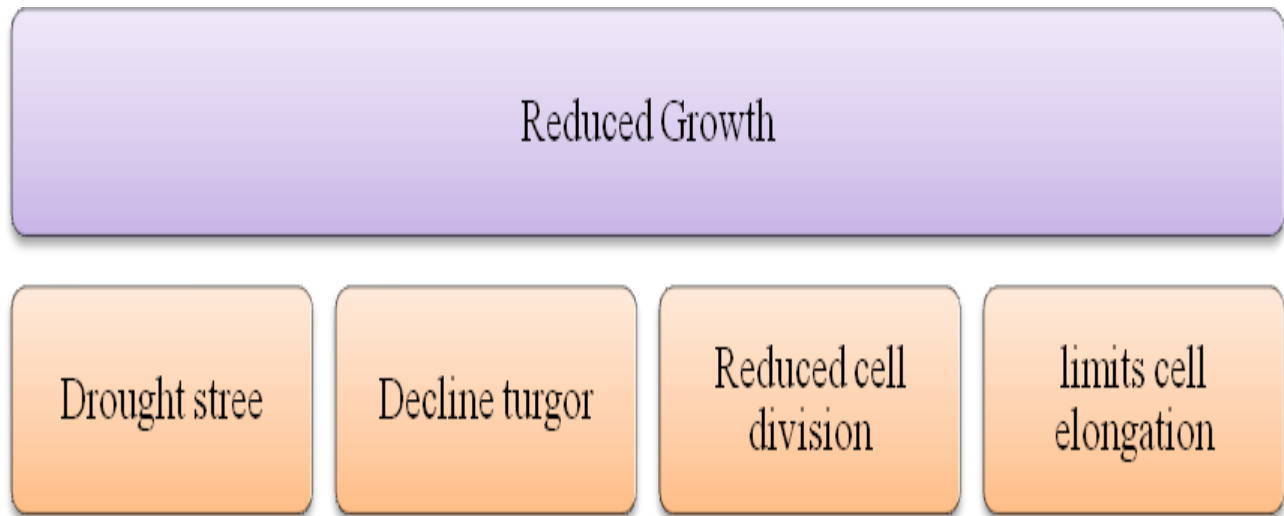 Reduced Growth
Drought stree
Decline turgor
Reduced cell
division
limits cell
elongation